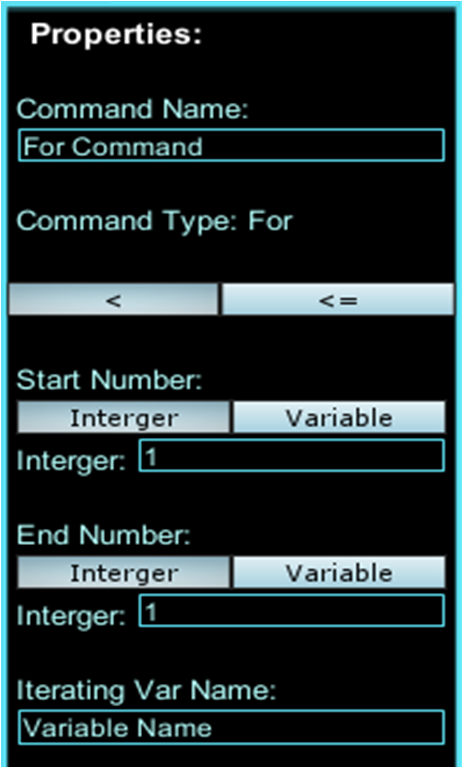 Properties:
Command Name:
For Command
Command Type: For
< <=
Start Number:
Interger Variable
Interger: 1
End Number:
Interger Variable
Interger: 1
Iterating Var Name:
Variable Name